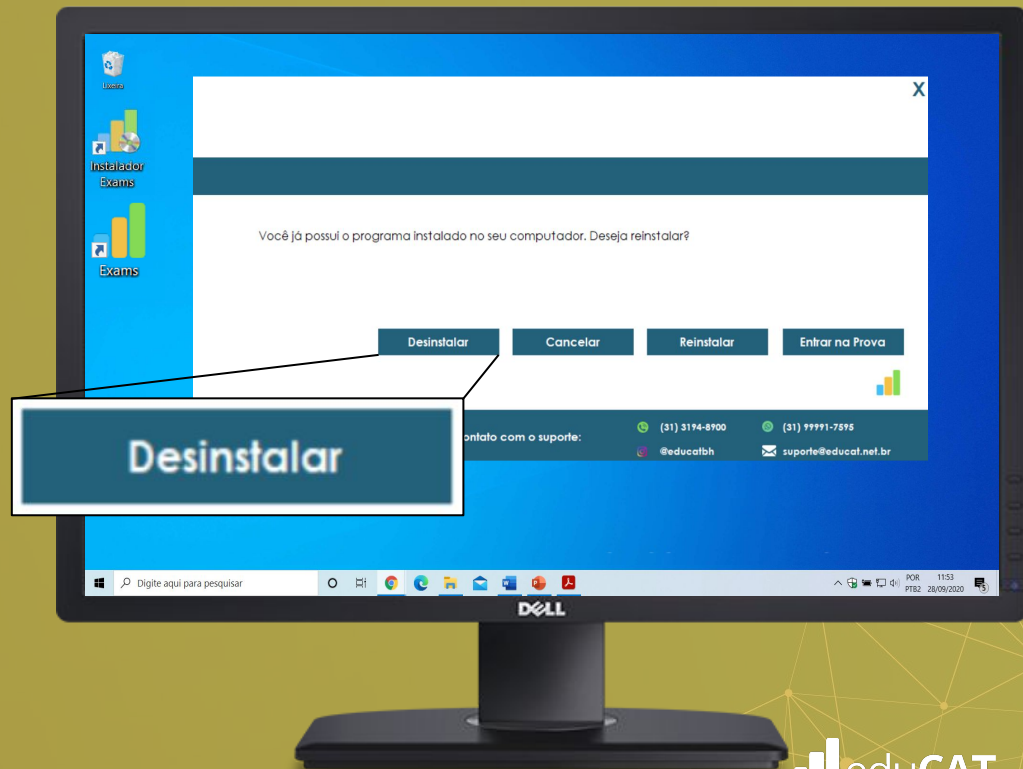 Lixeira
Instalador
Exams
Exams
X
Você já possui o programa instalado no seu computador. Deseja reinstalar?
Desinstalar
Cancelar
Reinstalar
Entrar na Prova
Desinstalar
ontato com o suporte:
(31) 3194-8900
(31) 99991-7595
@educatbh
suporte@educat.net.br
Digite aqui para pesquisar
POR
PTB2
11:53
28/09/2020
5
DELL
eduCAT